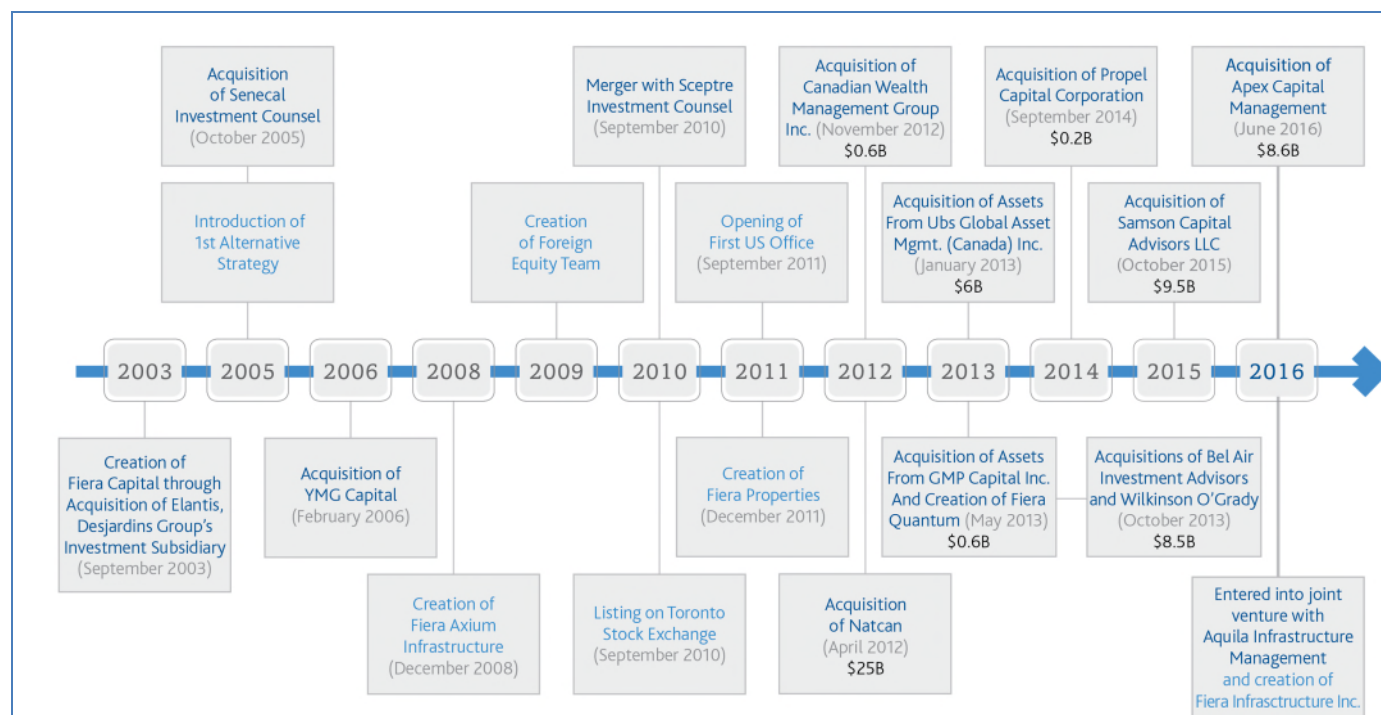 Acquisition
of Senecal
Investment Counsel
(October 2005)
Merger with Sceptre
Investment Counsel
(September 2010)
Acquisition of
Canadian Wealth
Management Group
Inc. (November 2012)
$0.6B
Acquisition of Propel
Capital Corporation
(September 2014)
$0.2B
Acquisition of
Apex Capital
Management
(June 2016)
$8.6B
Introduction of
1st Alternative
Strategy
Creation
of Foreign
Equity Team
Opening of
First US Office
(September 2011)
Acquisition of Assets
From Ubs Global Asset
Mgmt. (Canada) Inc.
(January 2013)
$6B
Acquisition of
Samson Capital
Advisors LLC
(October 2015)
$9.5B
2003 2005 2006 2008 2009 2010 2011 2012 2013 2014 2015 2016
Creation of
Fiera Capital through
Acquisition of Elantis,
Desjardins Group's
Investment Subsidiary
(September 2003)
Acquisition of
YMG Capital
(February 2006)
Creation of
Fiera Properties
(December 2011)
Acquisition of Assets
From GMP Capital Inc.
And Creation of Fiera
Quantum (May 2013)
$0.6B
Acquisitions of Bel Air
Investment Advisors
and Wilkinson O'Grady
(October 2013)
$8.5B
Creation of
Fiera Axium
Infrastructure
(December 2008)
Listing on Toronto
Stock Exchange
(September 2010)
Acquisition
of Natcan
(April 2012)
$25B
Entered into joint
venture with
Aquila Infrastructure
Management
and creation of
Fiera Infrasctructure Inc.